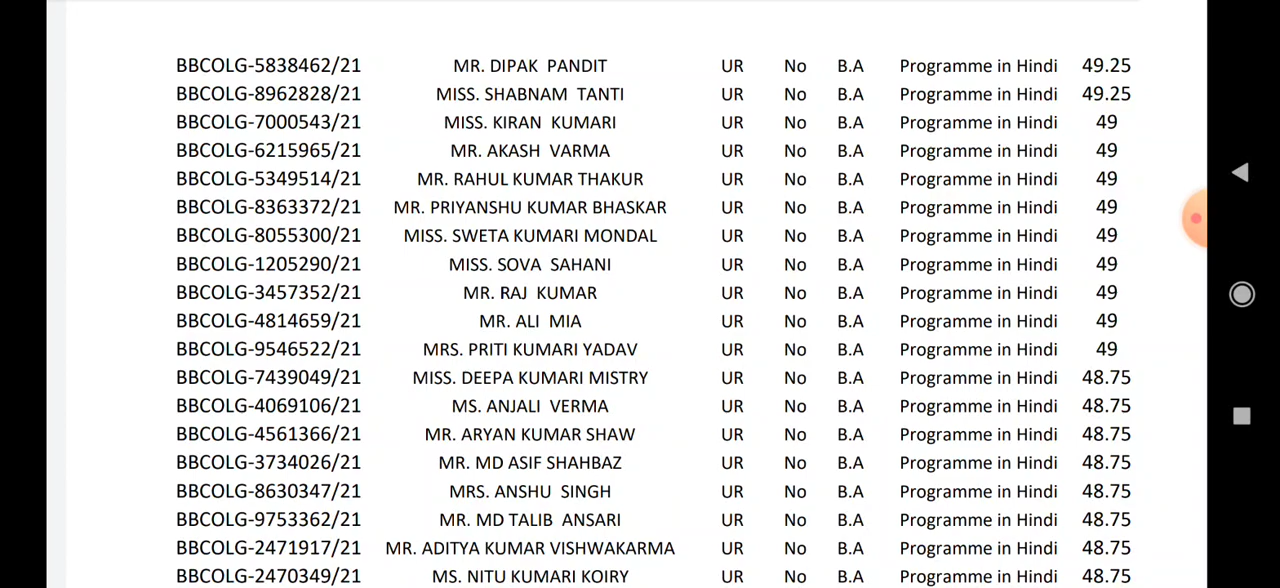 BBCOLG-5838462/21 MR. DIPAK PANDIT UR No B.A Programme in Hindi 49.25
BBCOLG-8962828/21 MISS. SHABNAM TANTI UR No B.A Programme in Hindi 49.25
BBCOLG-7000543/21 MISS. KIRAN KUMARI UR No B.A Programme in Hindi 49
BBCOLG-6215965/21 MR. AKASH VARMA UR No B.A Programme in Hindi 49
BBCOLG-5349514/21 MR. RAHUL KUMAR THAKUR UR No B.A Programme in Hindi 49
BBCOLG-8363372/21 MR. PRIYANSHU KUMAR BHASKAR UR No B.A Programme in Hindi 49
BBCOLG-8055300/21 MISS. SWETA KUMARI MONDAL UR No B.A Programme in Hindi 49
BBCOLG-1205290/21 MISS. SOVA SAHANI UR No B.A Programme in Hindi 49
BBCOLG-3457352/21 MR. RAJ KUMAR UR No B.A Programme in Hindi 49
BBCOLG-4814659/21 MR. ALI MIA UR No B.A Programme in Hindi 49
BBCOLG-9546522/21 MRS. PRITI KUMARI YADAV UR No B.A Programme in Hindi 49
BBCOLG-7439049/21 MISS. DEEPA KUMARI MISTRY UR No B.A Programme in Hindi 48.75
BBCOLG-4069106/21 MS. ANJALI VERMA UR No B.A Programme in Hindi 48.75
BBCOLG-4561366/21 MR. ARYAN KUMAR SHAW UR No B.A Programme in Hindi 48.75
BBCOLG-3734026/21 MR. MD ASIF SHAHBAZ UR No B.A Programme in Hindi 48.75
BBCOLG-8630347/21 MRS. ANSHU SINGH UR No B.A Programme in Hindi 48.75
BBCOLG-9753362/21 MR. MD TALIB ANSARI UR No B.A Programme in Hindi 48.75
BBCOLG-2471917/21 MR. ADITYA KUMAR VISHWAKARMA UR No B.A Programme in Hindi 48.75
BBCOLG-2470349/21 MS. NITU KUMARI KOIRY UR No B.A Programme in Hindi 48.75